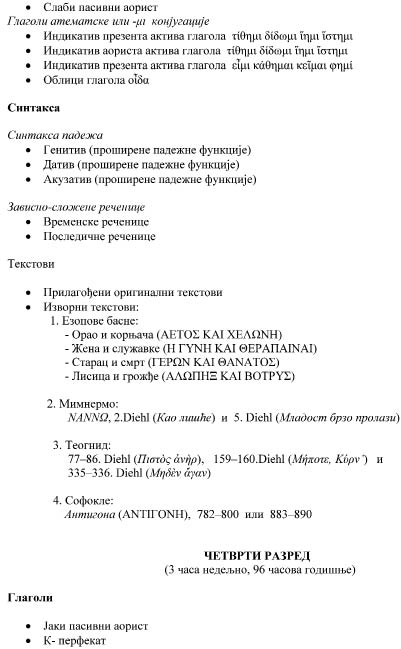 • Слаби пасивни аорист
Глаголи атематске или -μι конјугације
• Индикатив презента актива глагола τίθημι δίδωμι ἵημι ἵστημι
• Индикатив аориста актива глагола τίθημι δίδωμι ἵημι ἵστημι
• Индикатив презента актива глагола εἶμι κάθημαι κεῖμαι φημί
• Облици глагола οἶδα
Синтакса
Синтакса падежа
• Генитив (проширене падежне функције)
• Датив (проширене падежне функције)
• Акузатив (проширене падежне функције)
Зависно-сложене реченице
• Временске реченице
• Последичне реченице
Текстови
• Прилагођени оригинални текстови
• Изворни текстови:
1. Езопове басне:
- Орао и корњача (ΑΕΤΟΣ ΚΑΙ ΧΕΛΩΝΗ)
- Жена и служавке (Η ΓΥΝΗ ΚΑΙ ΘΕΡΑΠΑΙΝΑΙ)
- Старац и смрт (ΓΕΡΩΝ ΚΑΙ ΘΑΝΑΤΟΣ)
- Лисица и грожђе (ΑΛΩΠΗΞ ΚΑΙ ΒΟΤΡΥΣ)
2. Мимнермо:
ΝΑΝΝΩ, 2.Diehl (Као лишће) и 5. Diehl (Младост брзо пролази)
3. Теогнид:
77–86. Diehl (Πιστὸς ἀνὴρ), 159–160.Diehl (Μήποτε, Κύρν’) и
335–336. Diehl (Μηδὲν ἄγαν)
4. Софокле:
Антигона (ΑΝΤΙΓΟΝΗ), 782–800 или 883–890
ЧЕТВРТИ РАЗРЕД
(3 часа недељно, 96 часова годишње)
Глаголи
• Јаки пасивни аорист
• К- перфекат